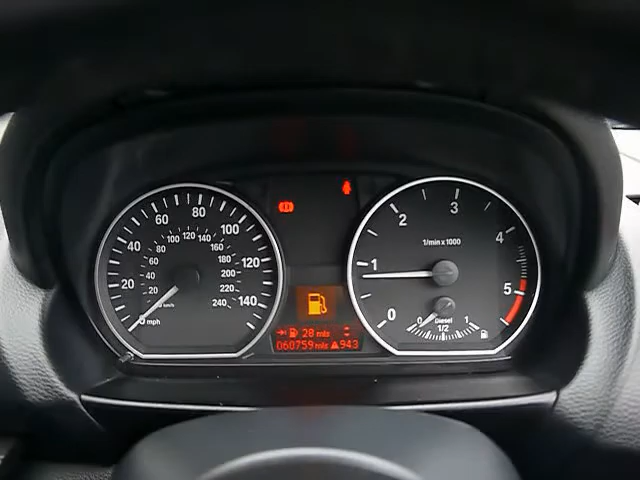 60 80 100
40 120
20 140
0 mph
80 100 120 140
60 160
40 180
20 200
220
240
km/h
28 mls
060759 mls 943
0 1 2 3 4 5
1/min x 1000
Diesel
0 1/2 1